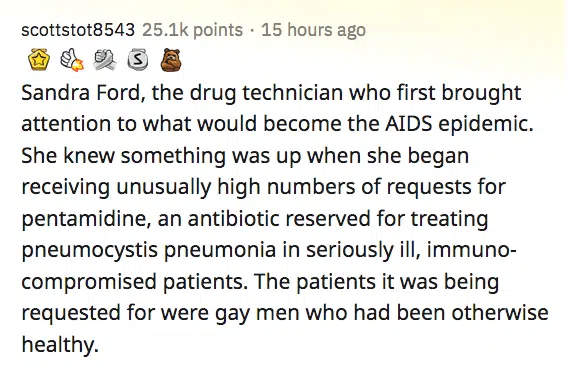 scottstot8543 25.1k points · 15 hours ago
S
Sandra Ford, the drug technician who first brought
attention to what would become the AIDS epidemic.
She knew something was up when she began
receiving unusually high numbers of requests for
pentamidine, an antibiotic reserved for treating
pneumocystis pneumonia in seriously ill, immuno-
compromised patients. The patients it was being
requested for were gay men who had been otherwise
healthy.